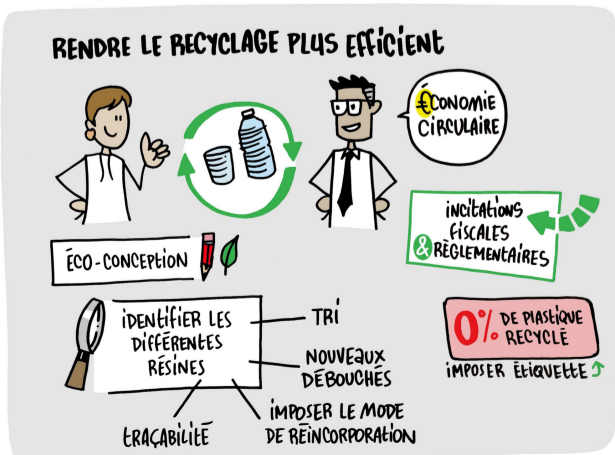 RENDRE LE RECYCLAGE PLUS EFFICIENT
€CONOMIE
CIRCULAIRE
INCITATIONS
FISCALES
& RÈGLEMENTAIRES
ÉCO-CONCEPTION
IDENTIFIER LES
DIFFÉRENTES
RÉSINES
TRI
NOUVEAUX
DÉBOUCHÉS
IMPOSER LE MODE
DE RÉINCORPORATION
TRAÇABILITÉ
0% DE PLASTIQUE
RECYCLÉ
IMPOSER ÉTIQUETTE